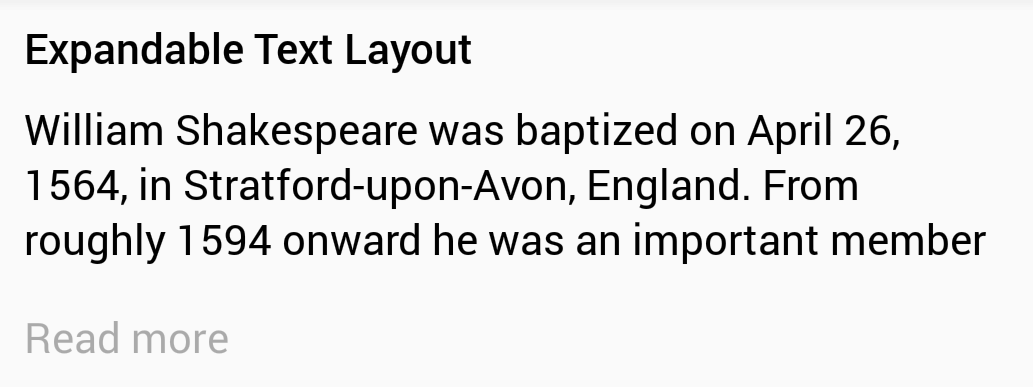 Expandable Text Layout
William Shakespeare was baptized on April 26,
1564, in Stratford-upon-Avon, England. From
roughly 1594 onward he was an important member
Read more